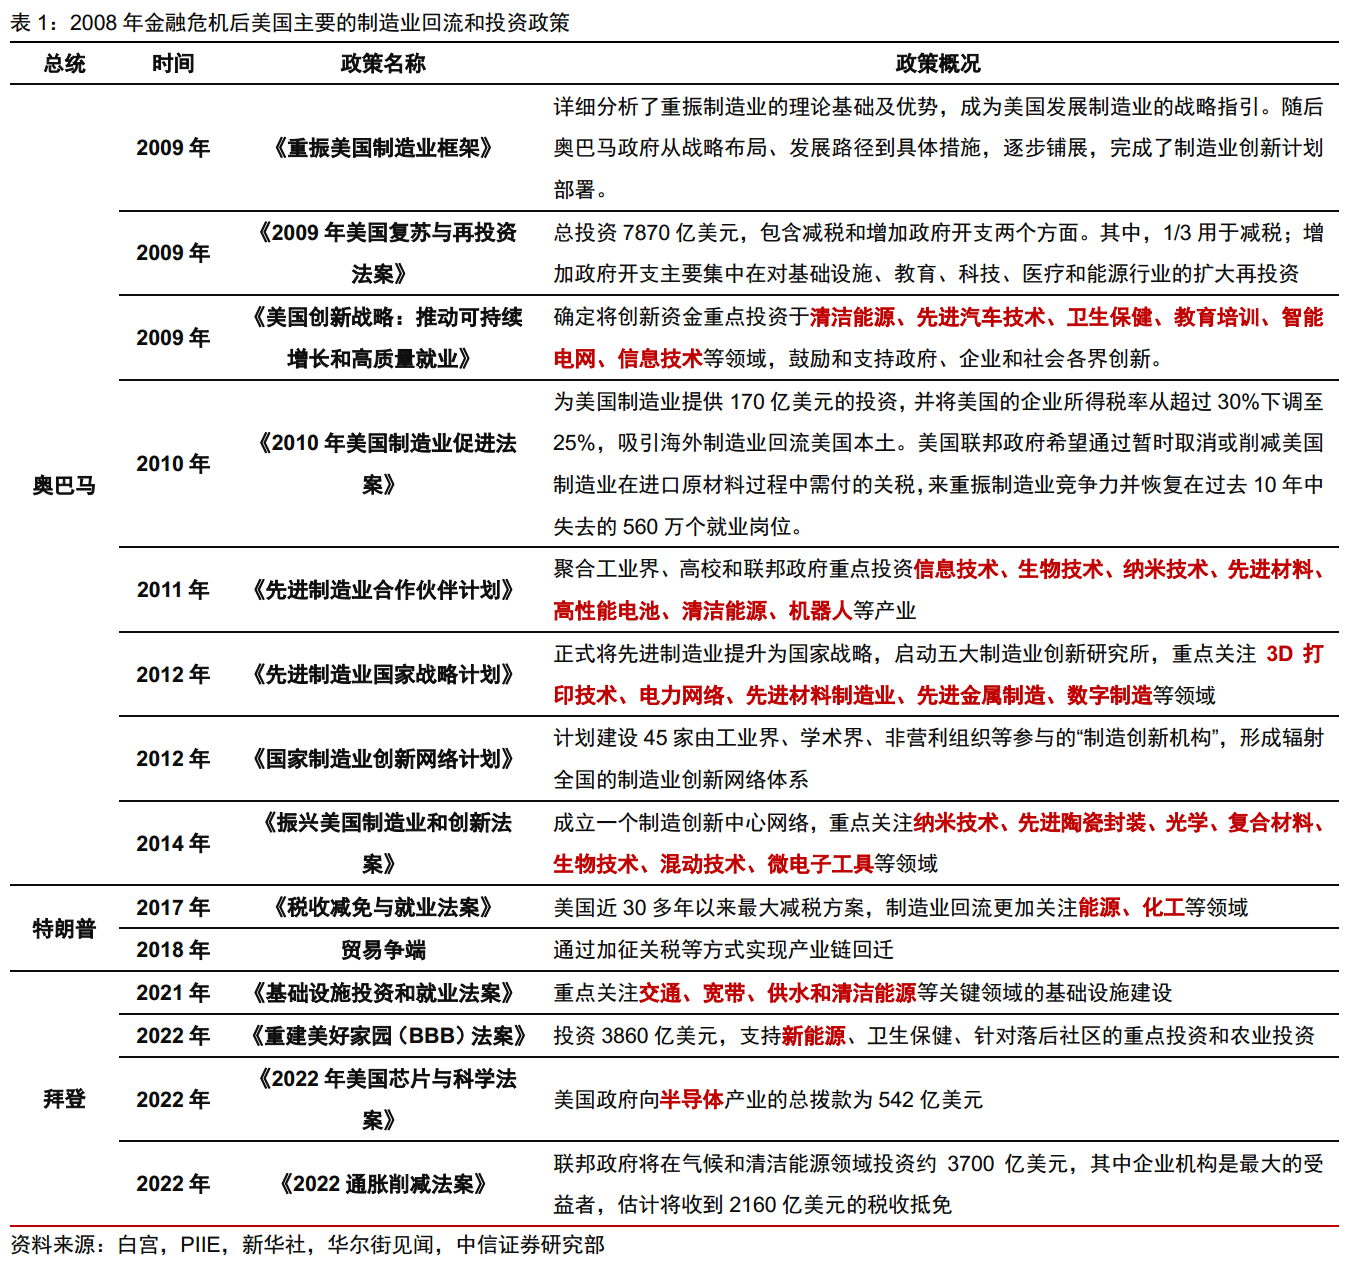 表 1：2008 年金融危机后美国主要的制造业回流和投资政策
总统 时间 政策名称 政策概况
奥巴马
2009 年
《重振美国制造业框架》
详细分析了重振制造业的理论基础及优势，成为美国发展制造业的战略指引。随后
奥巴马政府从战略布局、发展路径到具体措施，逐步铺展，完成了制造业创新计划
部署。
2009 年
《2009 年美国复苏与再投资
法案》
总投资 7870 亿美元，包含减税和增加政府开支两个方面。其中，1/3 用于减税；增
加政府开支主要集中在对基础设施、教育、科技、医疗和能源行业的扩大再投资
2009 年
《美国创新战略：推动可持续
增长和高质量就业》
确定将创新资金重点投资于清洁能源、先进汽车技术、卫生保健、教育培训、智能
电网、信息技术等领域，鼓励和支持政府、企业和社会各界创新。
2010 年
《2010 年美国制造业促进法
案》
为美国制造业提供 170 亿美元的投资，并将美国的企业所得税率从超过 30%下调至
25%，吸引海外制造业回流美国本土。美国联邦政府希望通过暂时取消或削减美国
制造业在进口原材料过程中需付的关税，来重振制造业竞争力并恢复在过去 10 年中
失去的 560 万个就业岗位。
2011 年
《先进制造业合作伙伴计划》
聚合工业界、高校和联邦政府重点投资信息技术、生物技术、纳米技术、先进材料、
高性能电池、清洁能源、机器人等产业
2012 年
《先进制造业国家战略计划》
正式将先进制造业提升为国家战略，启动五大制造业创新研究所，重点关注 3D 打
印技术、电力网络、先进材料制造业、先进金属制造、数字制造等领域
2012 年
《国家制造业创新网络计划》
计划建设 45 家由工业界、学术界、非营利组织等参与的“制造创新机构”，形成辐射
全国的制造业创新网络体系
2014 年
《振兴美国制造业和创新法
案》
成立一个制造创新中心网络，重点关注纳米技术、先进陶瓷封装、光学、复合材料、
生物技术、混动技术、微电子工具等领域
特朗普
2017 年
《税收减免与就业法案》
美国近 30 多年以来最大减税方案，制造业回流更加关注能源、化工等领域
2018 年
贸易争端
通过加征关税等方式实现产业链回迁
拜登
2021 年
《基础设施投资和就业法案》
重点关注交通、宽带、供水和清洁能源等关键领域的基础设施建设
2022 年
《重建美好家园（BBB）法案》
投资 3860 亿美元，支持新能源、卫生保健、针对落后社区的重点投资和农业投资
2022 年
《2022 年美国芯片与科学法
案》
美国政府向半导体产业的总拨款为 542 亿美元
2022 年
《2022 通胀削减法案》
联邦政府将在气候和清洁能源领域投资约 3700 亿美元，其中企业机构是最大的受
益者，估计将收到 2160 亿美元的税收抵免
资料来源：白宫，PIIE，新华社，华尔街见闻，中信证券研究部